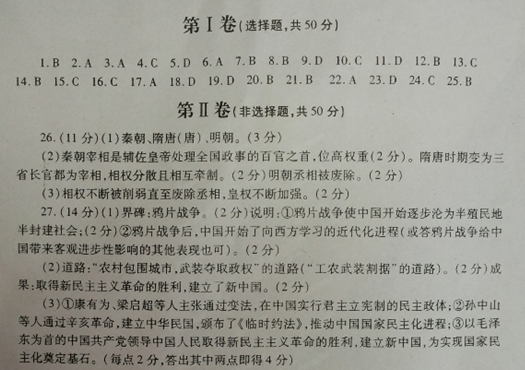 第Ⅰ卷(选择题,共50分)
1.B 2.A 3.A 4.C 5.D 6.A 7.B 8.B 9.D 10.C 11.D 12.B 13.C
14.B 15.C 16.C 17.A 18.D 19.D 20.B 21.B 22.A 23.D 24.C 25.B
第Ⅱ卷(非选择题,共50分)
26.(11分)(1)秦朝、隋唐(唐)、明朝。(3分)
(2)秦朝宰相是辅佐皇帝处理全国政事的百官之首,位高权重(2分)。隋唐时期变为三
省长官都为宰相,相权分散且相互牵制。(2分)明朝丞相被废除。(2分)
(3)相权不断被削弱直至废除丞相,皇权不断加强。(2分)
27.(14分)(1)界碑:鸦片战争。(2分)说明:①鸦片战争使中国开始逐步沦为半殖民地
半封建社会;(2分)②鸦片战争后,中国开始了向西方学习的近代化进程(或答鸦片战争给中
国带来客观进步性影响的其他表现也可)。(2分)
(2)道路:“农村包围城市,武装夺取政权”的道路(“工农武装割据”的道路)。(2分)成
果:取得新民主主义革命的胜利,建立了新中国。(2分)
(3)①康有为、梁启超等人主张通过变法,在中国实行君主立宪制的民主政体;②孙中山
等人通过辛亥革命,建立中华民国,颁布了《临时约法》,推动中国国家民主化进程;③以毛泽
东为首的中国共产党领导中国人民取得新民主主义革命的胜利,建立新中国,为实现国家民
主化奠定基石。(每点2分,答出其中两点即得4分)